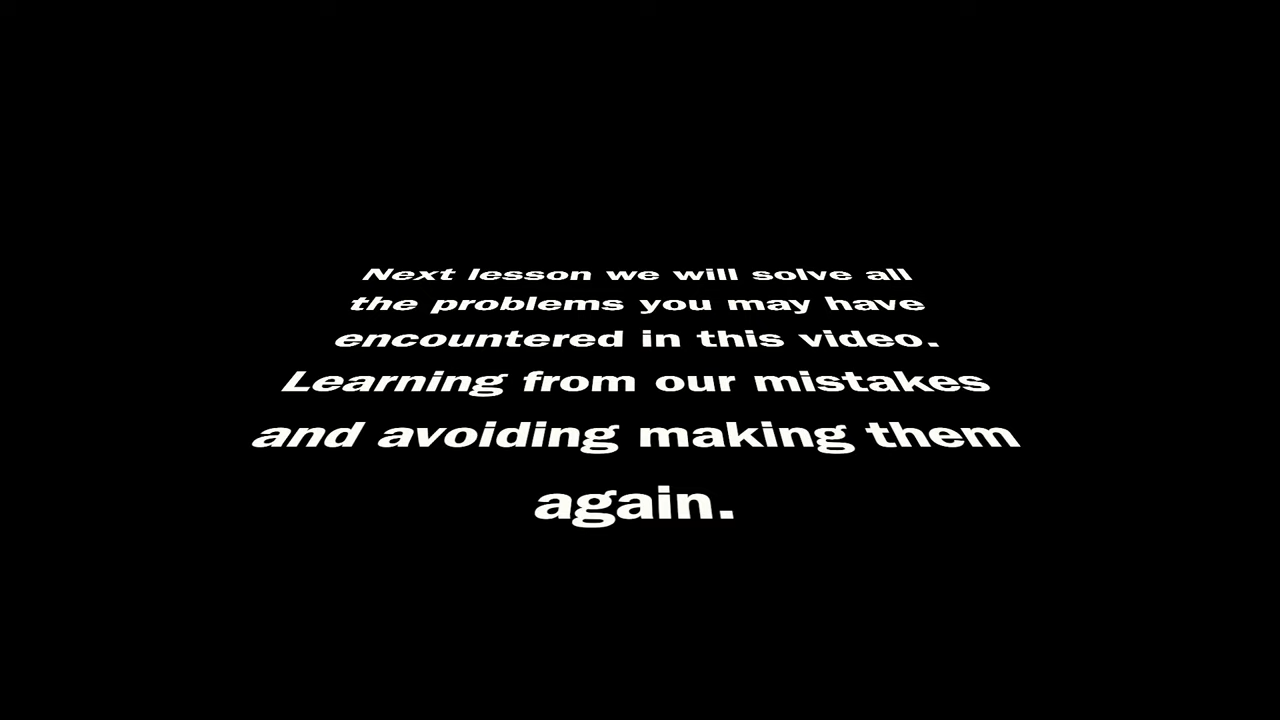 Next lesson we will solve all
the problems you may have
encountered in this video.
Learning from our mistakes
and avoiding making them
again.